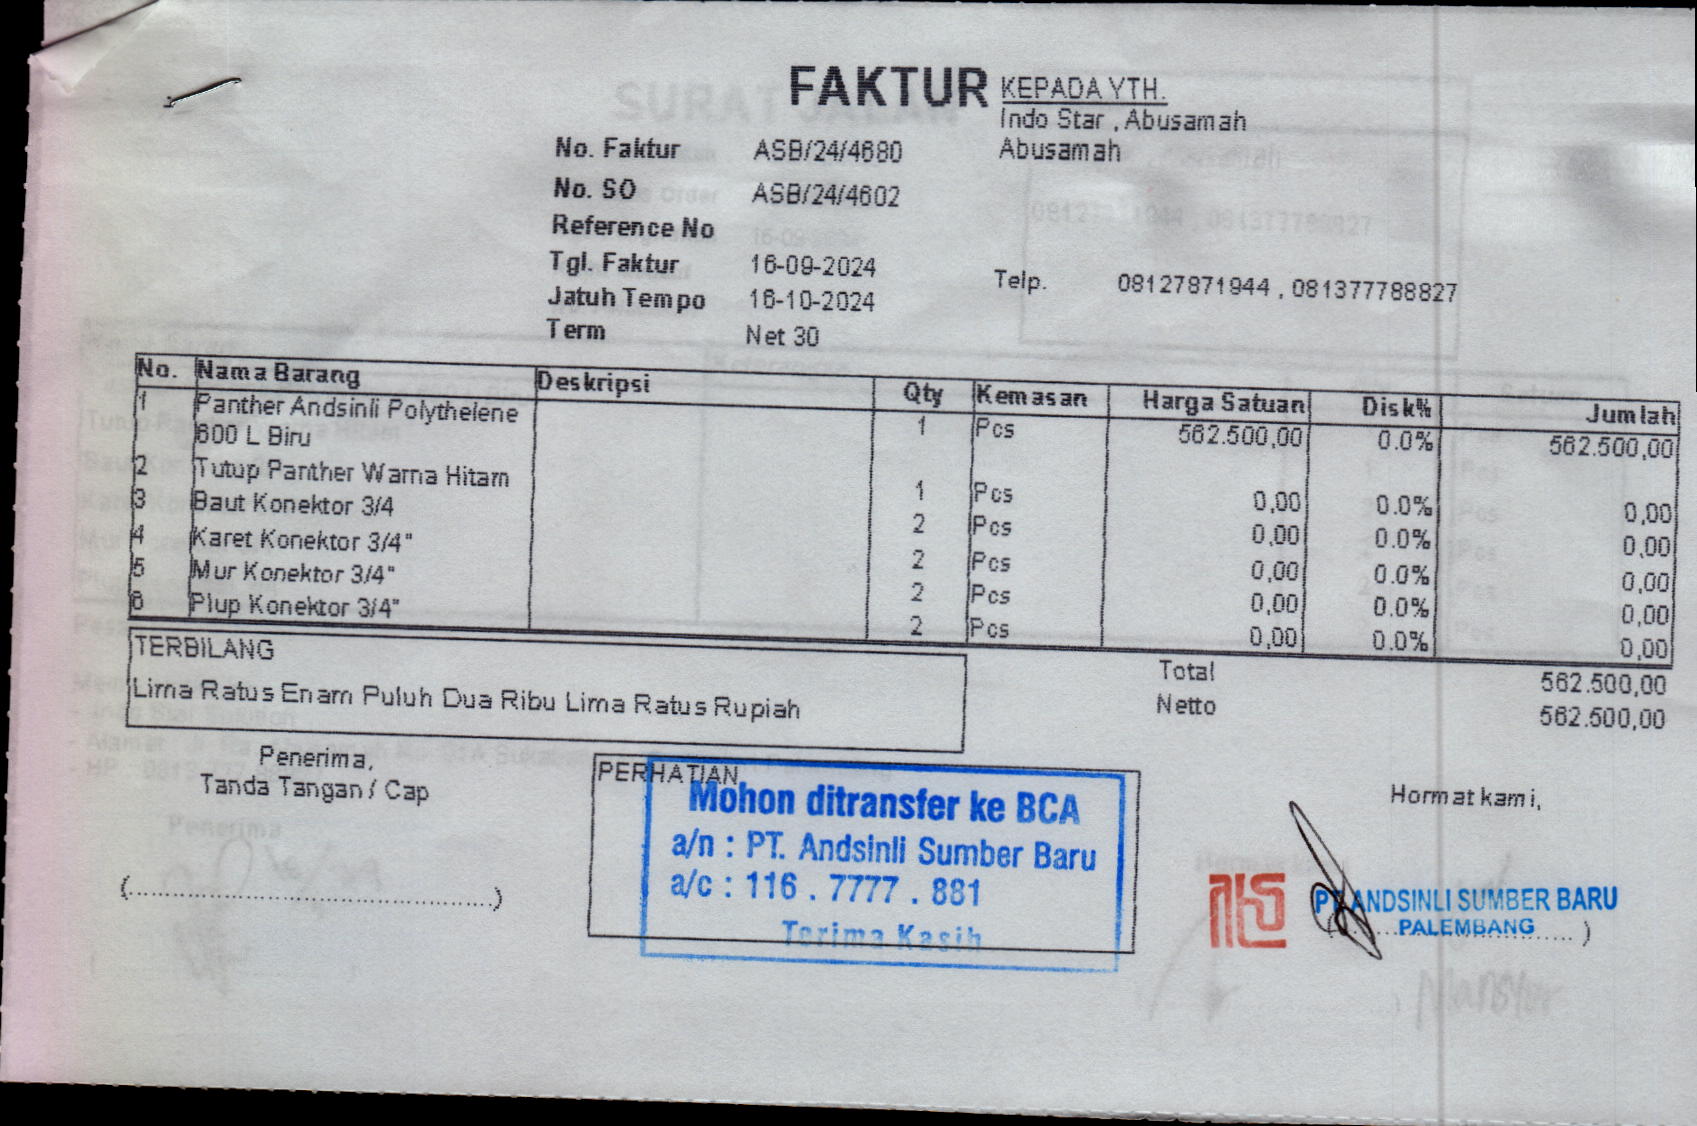 FAKTUR
KEPADA YTH.
Indo Star , Abusamah
Abusamah
No. Faktur ASB/24/4680
No. SO ASB/24/4602
Reference No
Tgl. Faktur 16-09-2024
Jatuh Tempo 16-10-2024
Term Net 30
Telp. 08127871944 , 081377788827
No. Nama Barang Deskripsi Qty Kemasan Harga Satuan Disk% Jumlah
1 Panther Andsinli Polythelene 1 Pcs 562.500,00 0.0% 562.500,00
600 L Biru
2 Tutup Panther Warna Hitam 1 Pcs 0,00 0.0% 0,00
3 Baut Konektor 3/4 2 Pcs 0,00 0.0% 0,00
4 Karet Konektor 3/4" 2 Pcs 0,00 0.0% 0,00
5 Mur Konektor 3/4" 2 Pcs 0,00 0.0% 0,00
6 Plup Konektor 3/4" 2 Pcs 0,00 0.0% 0,00
TERBILANG
Lima Ratus Enam Puluh Dua Ribu Lima Ratus Rupiah
Total 562.500,00
Netto 562.500,00
Penerima,
Tanda Tangan / Cap
(................................................)
PERHATIAN
Mohon ditransfer ke BCA
a/n : PT. Andsinli Sumber Baru
a/c : 116 . 7777 . 881
Terima Kasih
Hormat kami,
PT. ANDSINLI SUMBER BARU
PALEMBANG